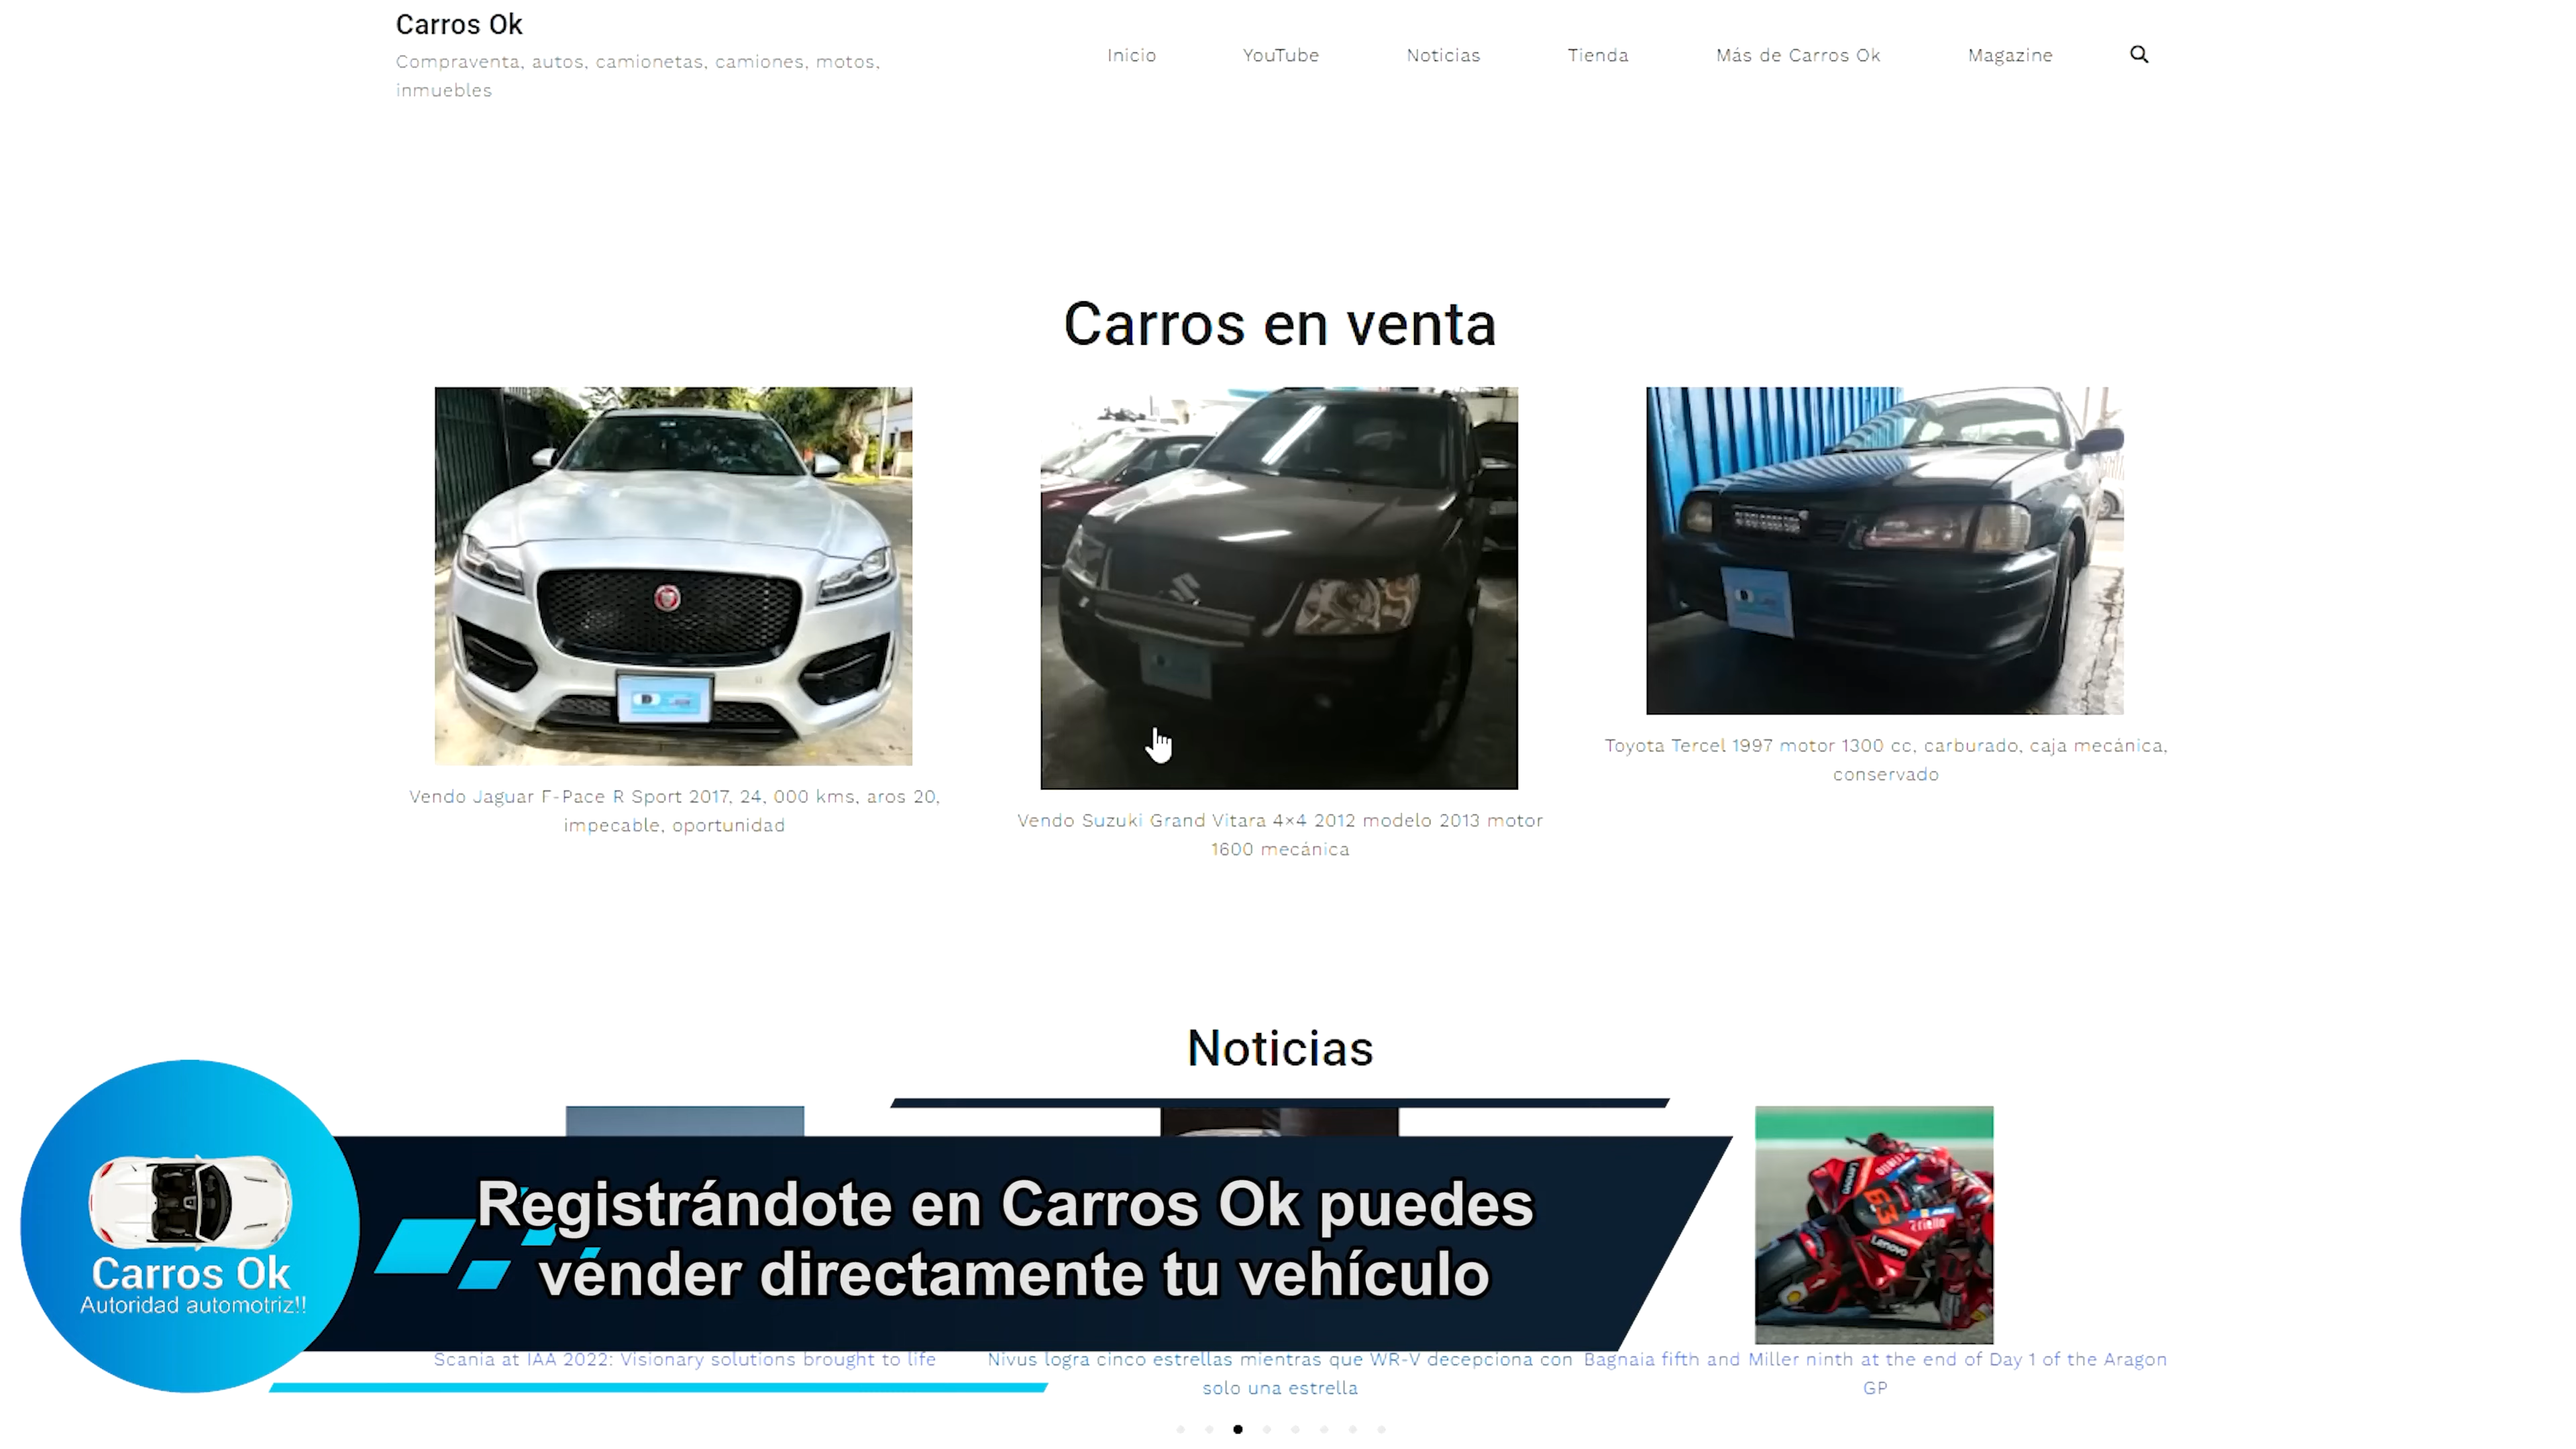 Carros Ok
Compraventa, autos, camionetas, camiones, motos,
inmuebles
Inicio
YouTube
Noticias
Tienda
Más de Carros Ok
Magazine
Carros en venta
Vendo Jaguar F-Pace R Sport 2017, 24, 000 kms, aros 20,
impecable, oportunidad
Vendo Suzuki Grand Vitara 4×4 2012 modelo 2013 motor
1600 mecánica
Toyota Tercel 1997 motor 1300 cc, carburado, caja mecánica,
conservado
Noticias
Lenovo
63
riello
Lenovo
Registrándote en Carros Ok puedes
vender directamente tu vehículo
Carros Ok
Autoridad automotriz!!
Scania at IAA 2022: Visionary solutions brought to life
Nivus logra cinco estrellas mientras que WR-V decepciona con
solo una estrella
Bagnaia fifth and Miller ninth at the end of Day 1 of the Aragon
GP